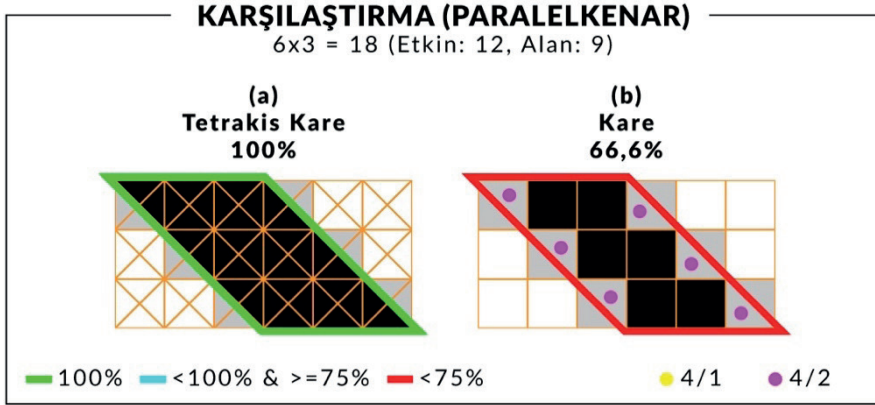 KARŞILAŞTIRMA (PARALELKENAR)
6x3 = 18 (Etkin: 12, Alan: 9)
(a)
Tetrakis Kare
100%
(b)
Kare
66,6%
100% <100% & >=75% <75% 4/1 4/2